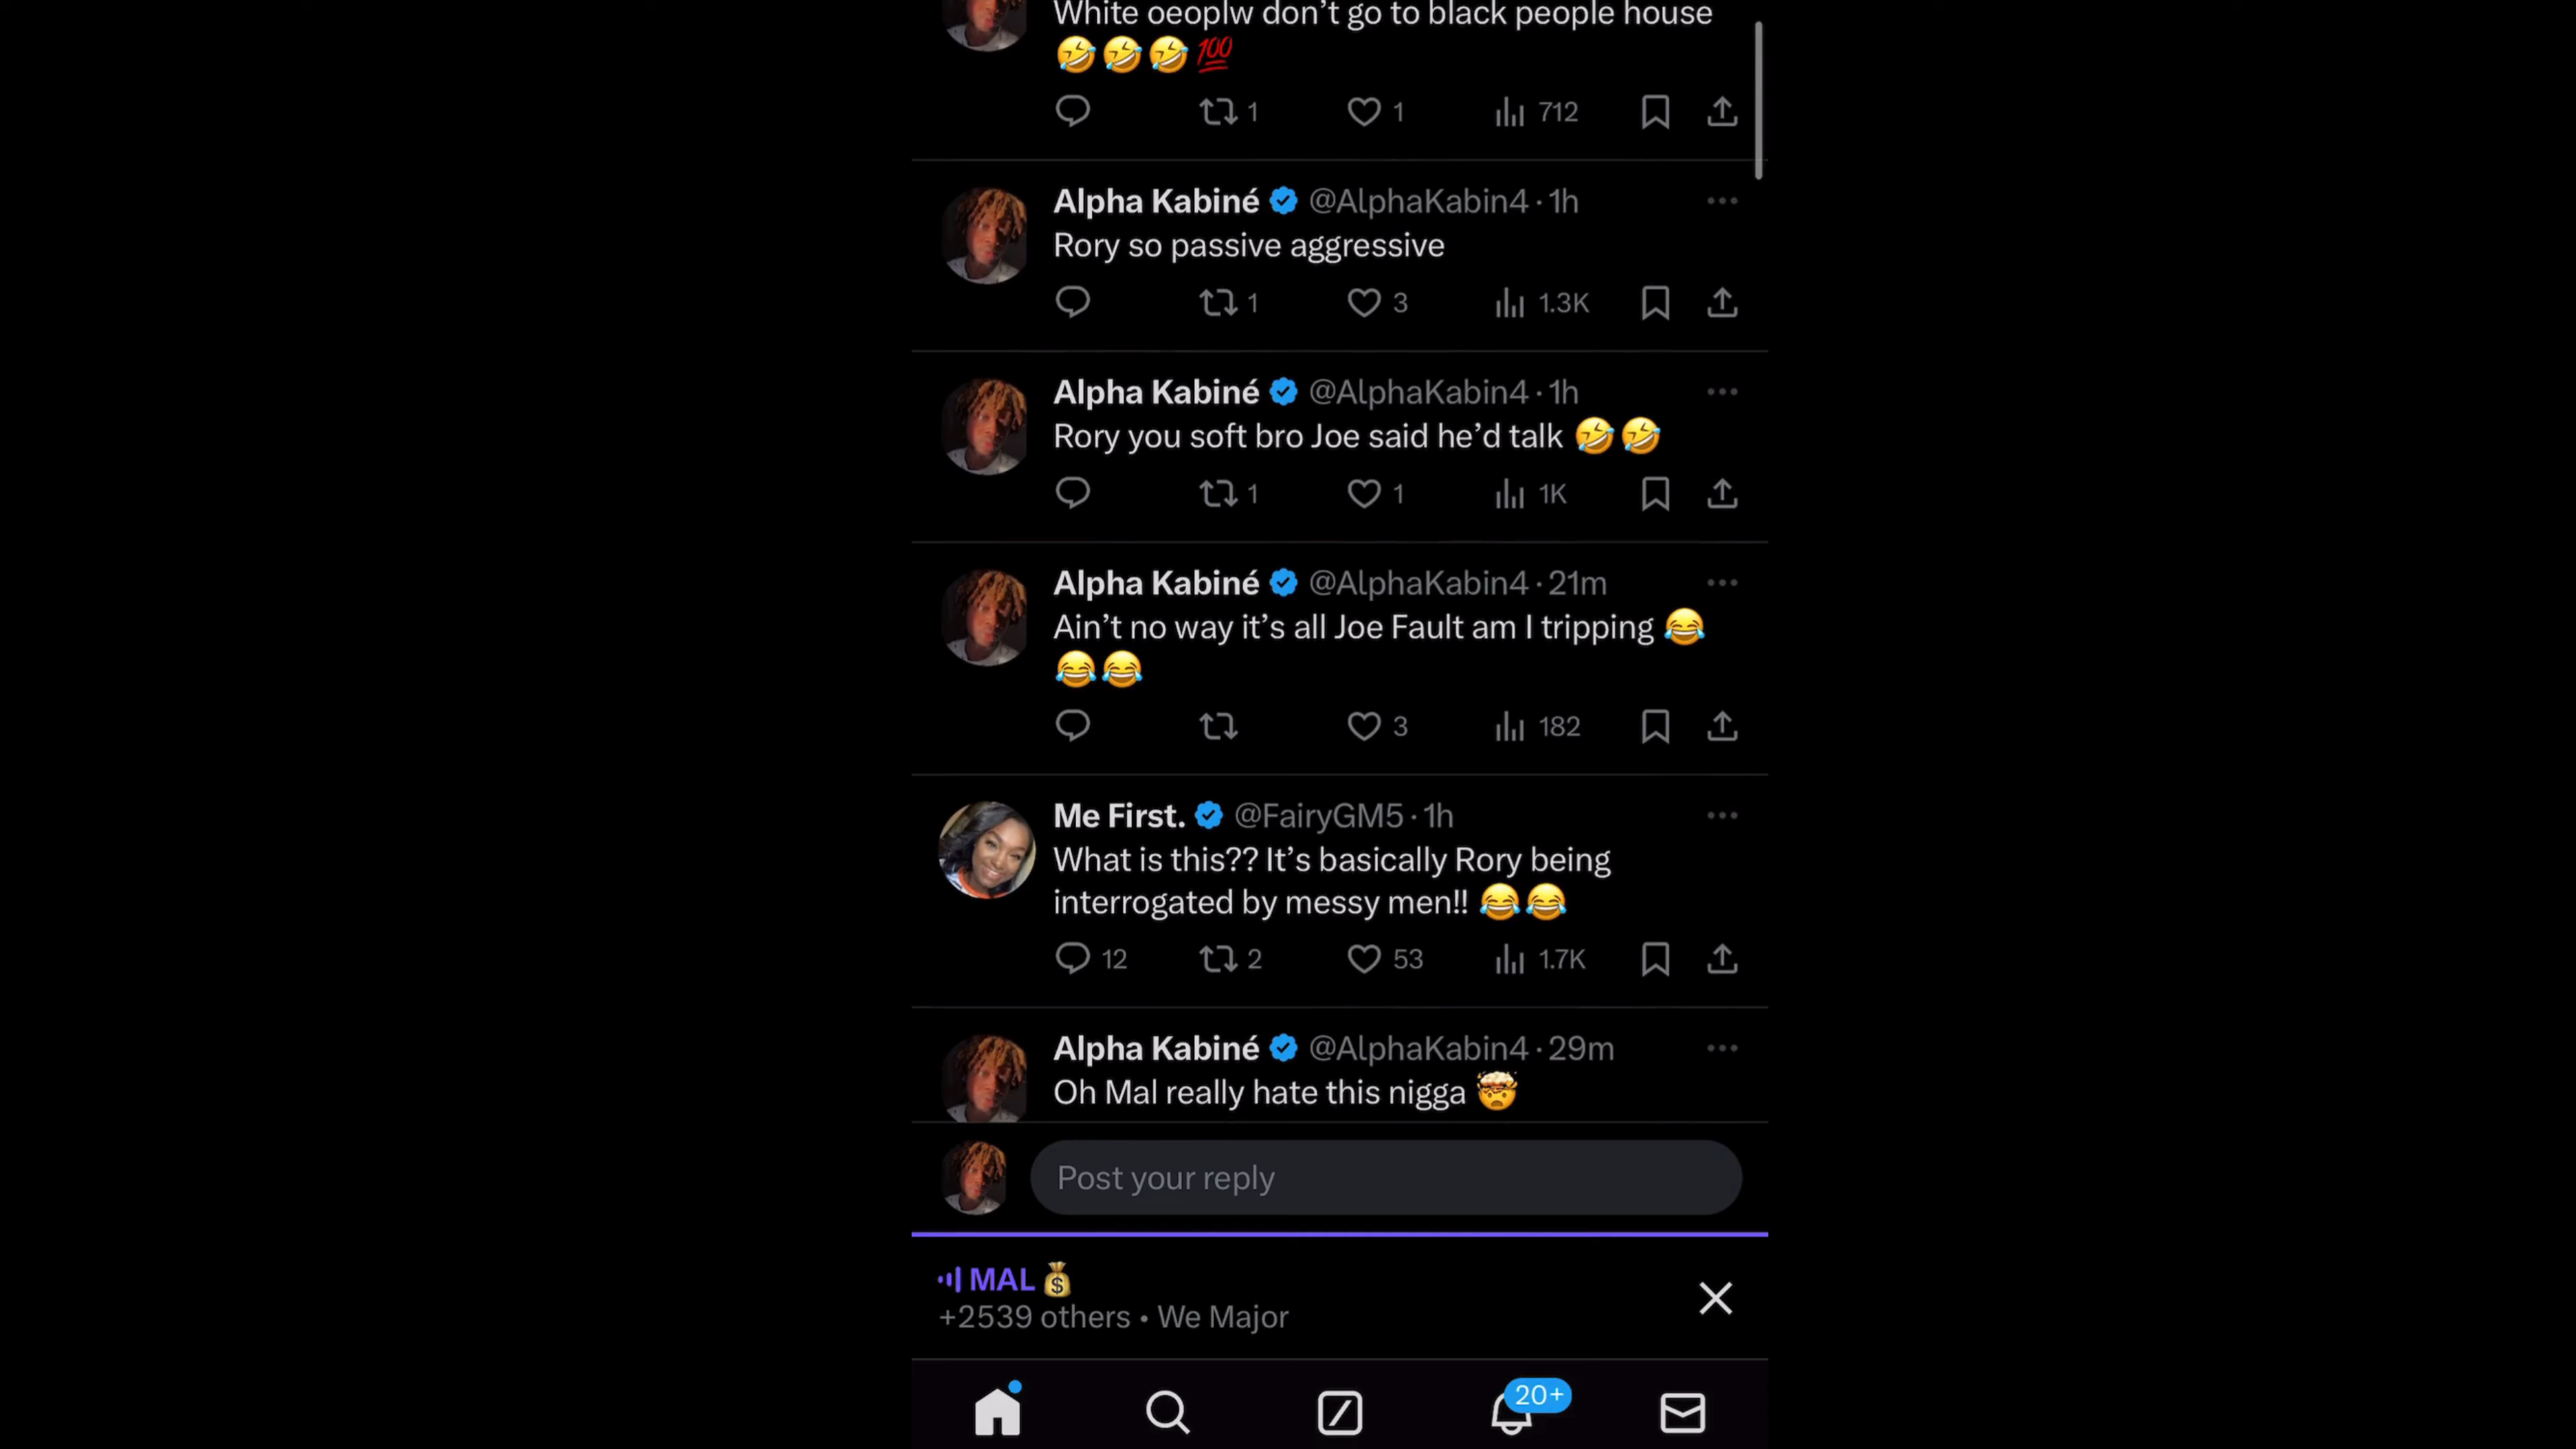 White oeoplw don’t go to black people house
🤣🤣🤣💯
1 1 712
Alpha Kabiné @AlphaKabin4 · 1h
Rory so passive aggressive
1 3 1.3K
Alpha Kabiné @AlphaKabin4 · 1h
Rory you soft bro Joe said he’d talk 🤣🤣
1 1 1K
Alpha Kabiné @AlphaKabin4 · 21m
Ain’t no way it’s all Joe Fault am I tripping 😂
😂😂
3 182
Me First. @FairyGM5 · 1h
What is this?? It’s basically Rory being
interrogated by messy men!! 😂😂
12 2 53 1.7K
Alpha Kabiné @AlphaKabin4 · 29m
Oh Mal really hate this nigga 🤯
Post your reply
MAL💰
+2539 others • We Major
20+